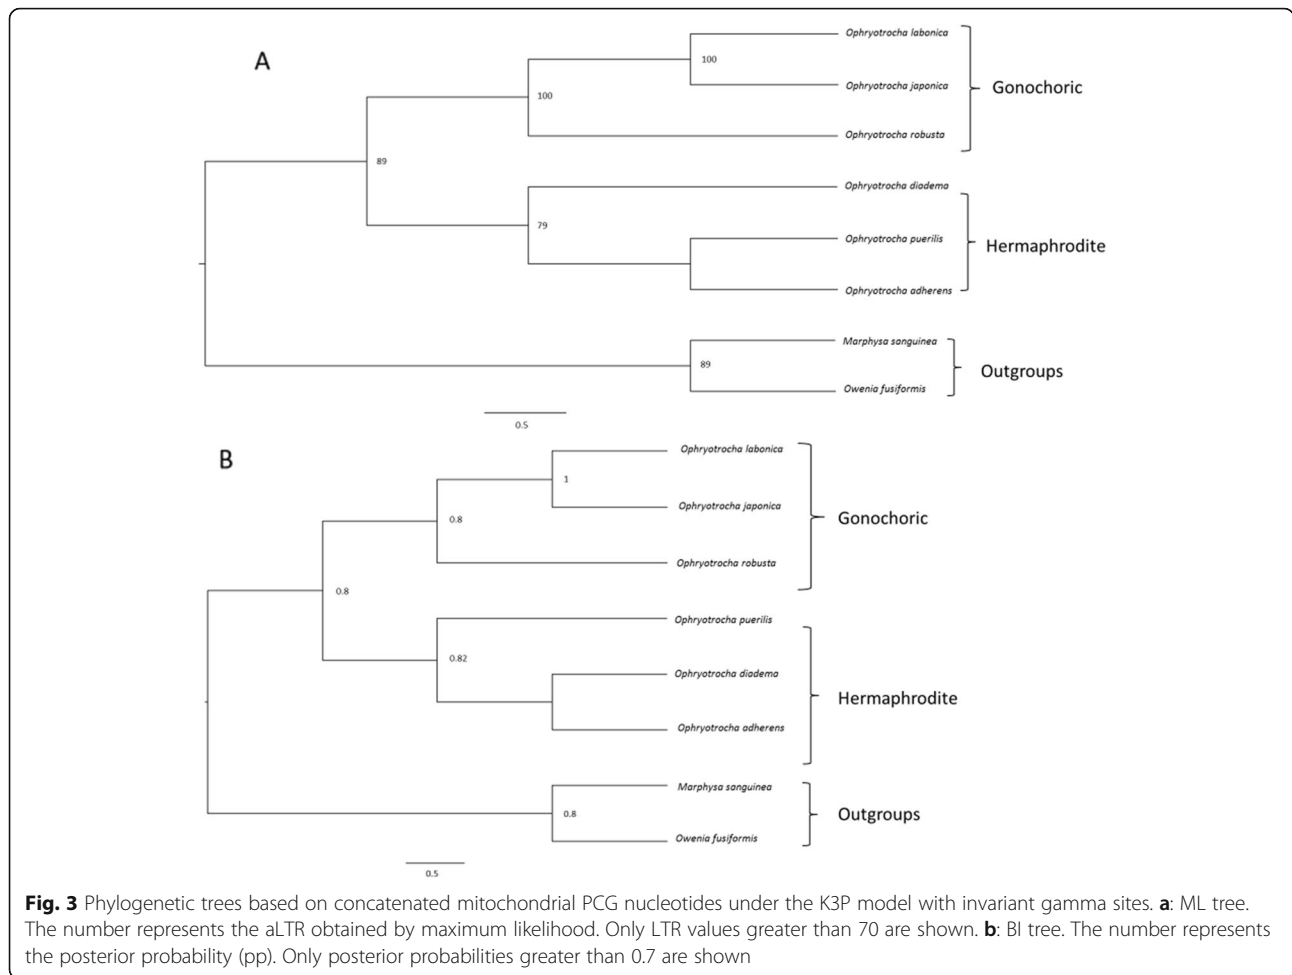 A
Ophryotrocha labonica
100
Ophryotrocha japonica
Gonochoric
100
Ophryotrocha robusta
89
Ophryotrocha diadema
79
Ophryotrocha puerilis
Hermaphrodite
Ophryotrocha adherens
Marphysa sanguinea
89
Outgroups
Owenia fusiformis
0.5
B
Ophryotrocha labonica
1
Ophryotrocha japonica
Gonochoric
0.8
Ophryotrocha robusta
0.8
Ophryotrocha puerilis
0.82
Ophryotrocha diadema
Hermaphrodite
Ophryotrocha adherens
Marphysa sanguinea
0.8
Outgroups
Owenia fusiformis
0.5
Fig. 3 Phylogenetic trees based on concatenated mitochondrial PCG nucleotides under the K3P model with invariant gamma sites. a: ML tree.
The number represents the aLTR obtained by maximum likelihood. Only LTR values greater than 70 are shown. b: BI tree. The number represents
the posterior probability (pp). Only posterior probabilities greater than 0.7 are shown